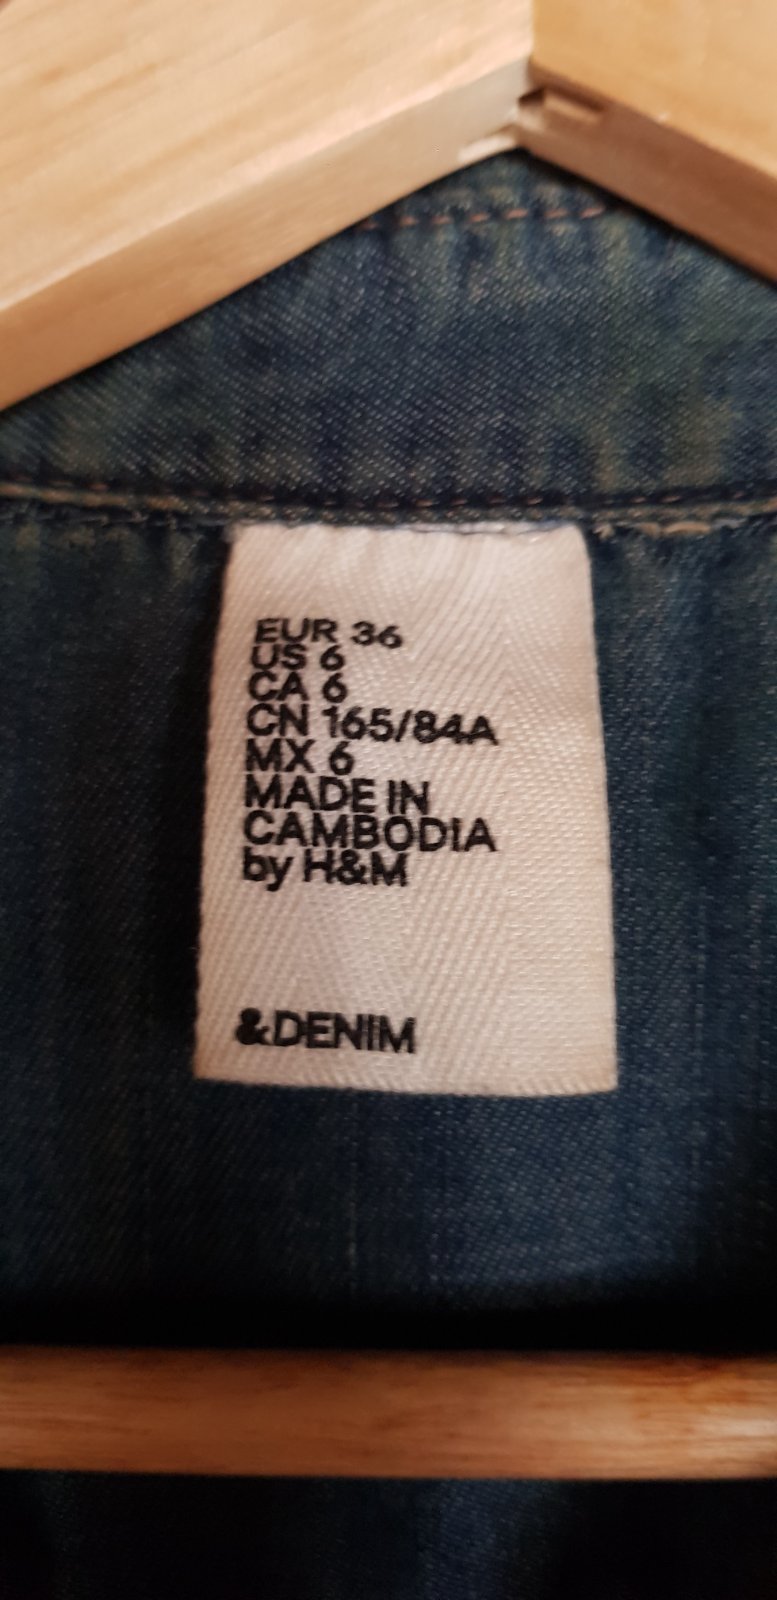 EUR 36
US 6
CA 6
CN 165/84A
MX 6
MADE IN
CAMBODIA
by H&M
&DENIM